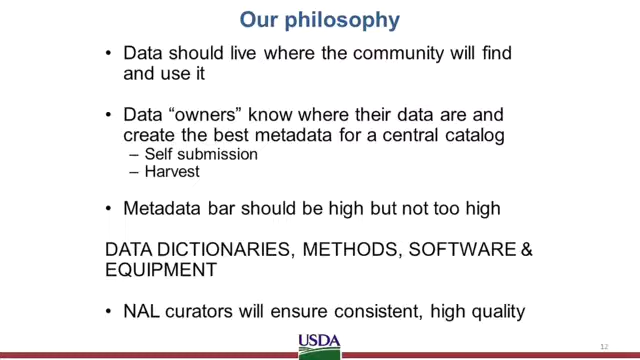 Our philosophy
• Data should live where the community will find
and use it
• Data “owners” know where their data are and
create the best metadata for a central catalog
– Self submission
– Harvest
• Metadata bar should be high but not too high
DATA DICTIONARIES, METHODS, SOFTWARE &
EQUIPMENT
• NAL curators will ensure consistent, high quality
USDA
12